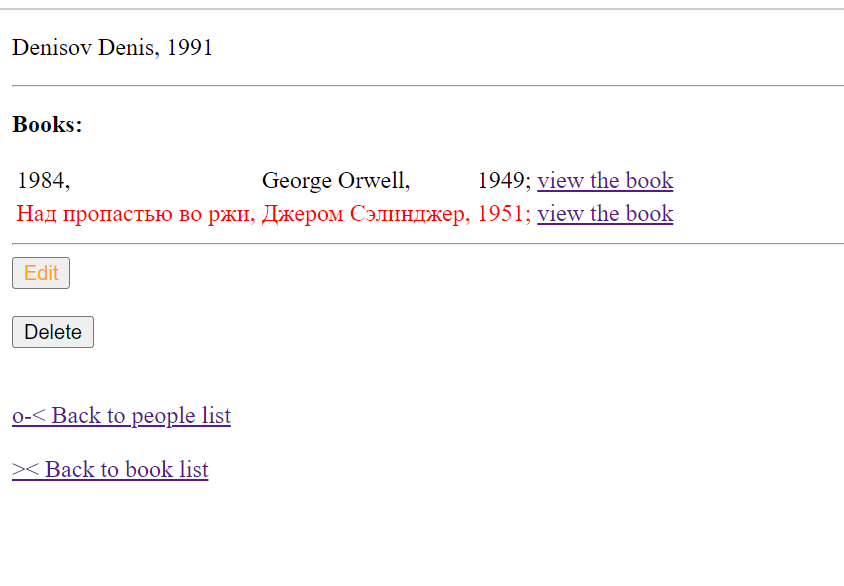 Denisov Denis, 1991
Books:
1984, George Orwell, 1949; view the book
Над пропастью во ржи, Джером Сэлинджер, 1951; view the book
Edit
Delete
o-< Back to people list
>< Back to book list